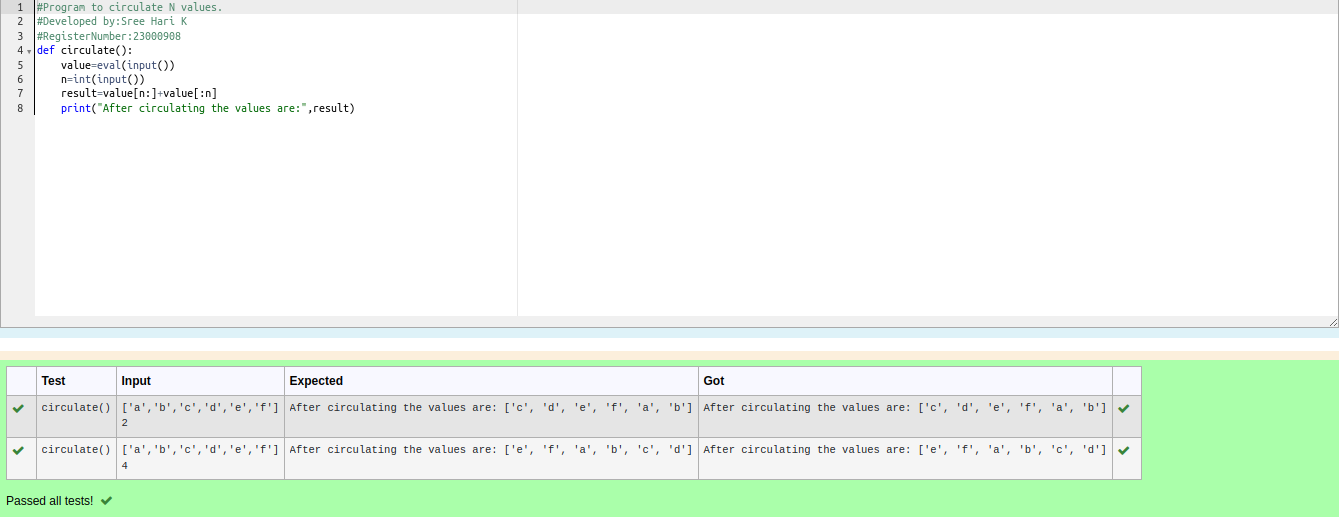 1 #Program to circulate N values.
2 #Developed by:Sree Hari K
3 #RegisterNumber:23000908
4 def circulate():
5     value=eval(input())
6     n=int(input())
7     result=value[n:]+value[:n]
8     print("After circulating the values are:",result)
Test Input Expected Got
circulate() ['a','b','c','d','e','f'] After circulating the values are: ['c', 'd', 'e', 'f', 'a', 'b'] After circulating the values are: ['c', 'd', 'e', 'f', 'a', 'b']
2
circulate() ['a','b','c','d','e','f'] After circulating the values are: ['e', 'f', 'a', 'b', 'c', 'd'] After circulating the values are: ['e', 'f', 'a', 'b', 'c', 'd']
4
Passed all tests!